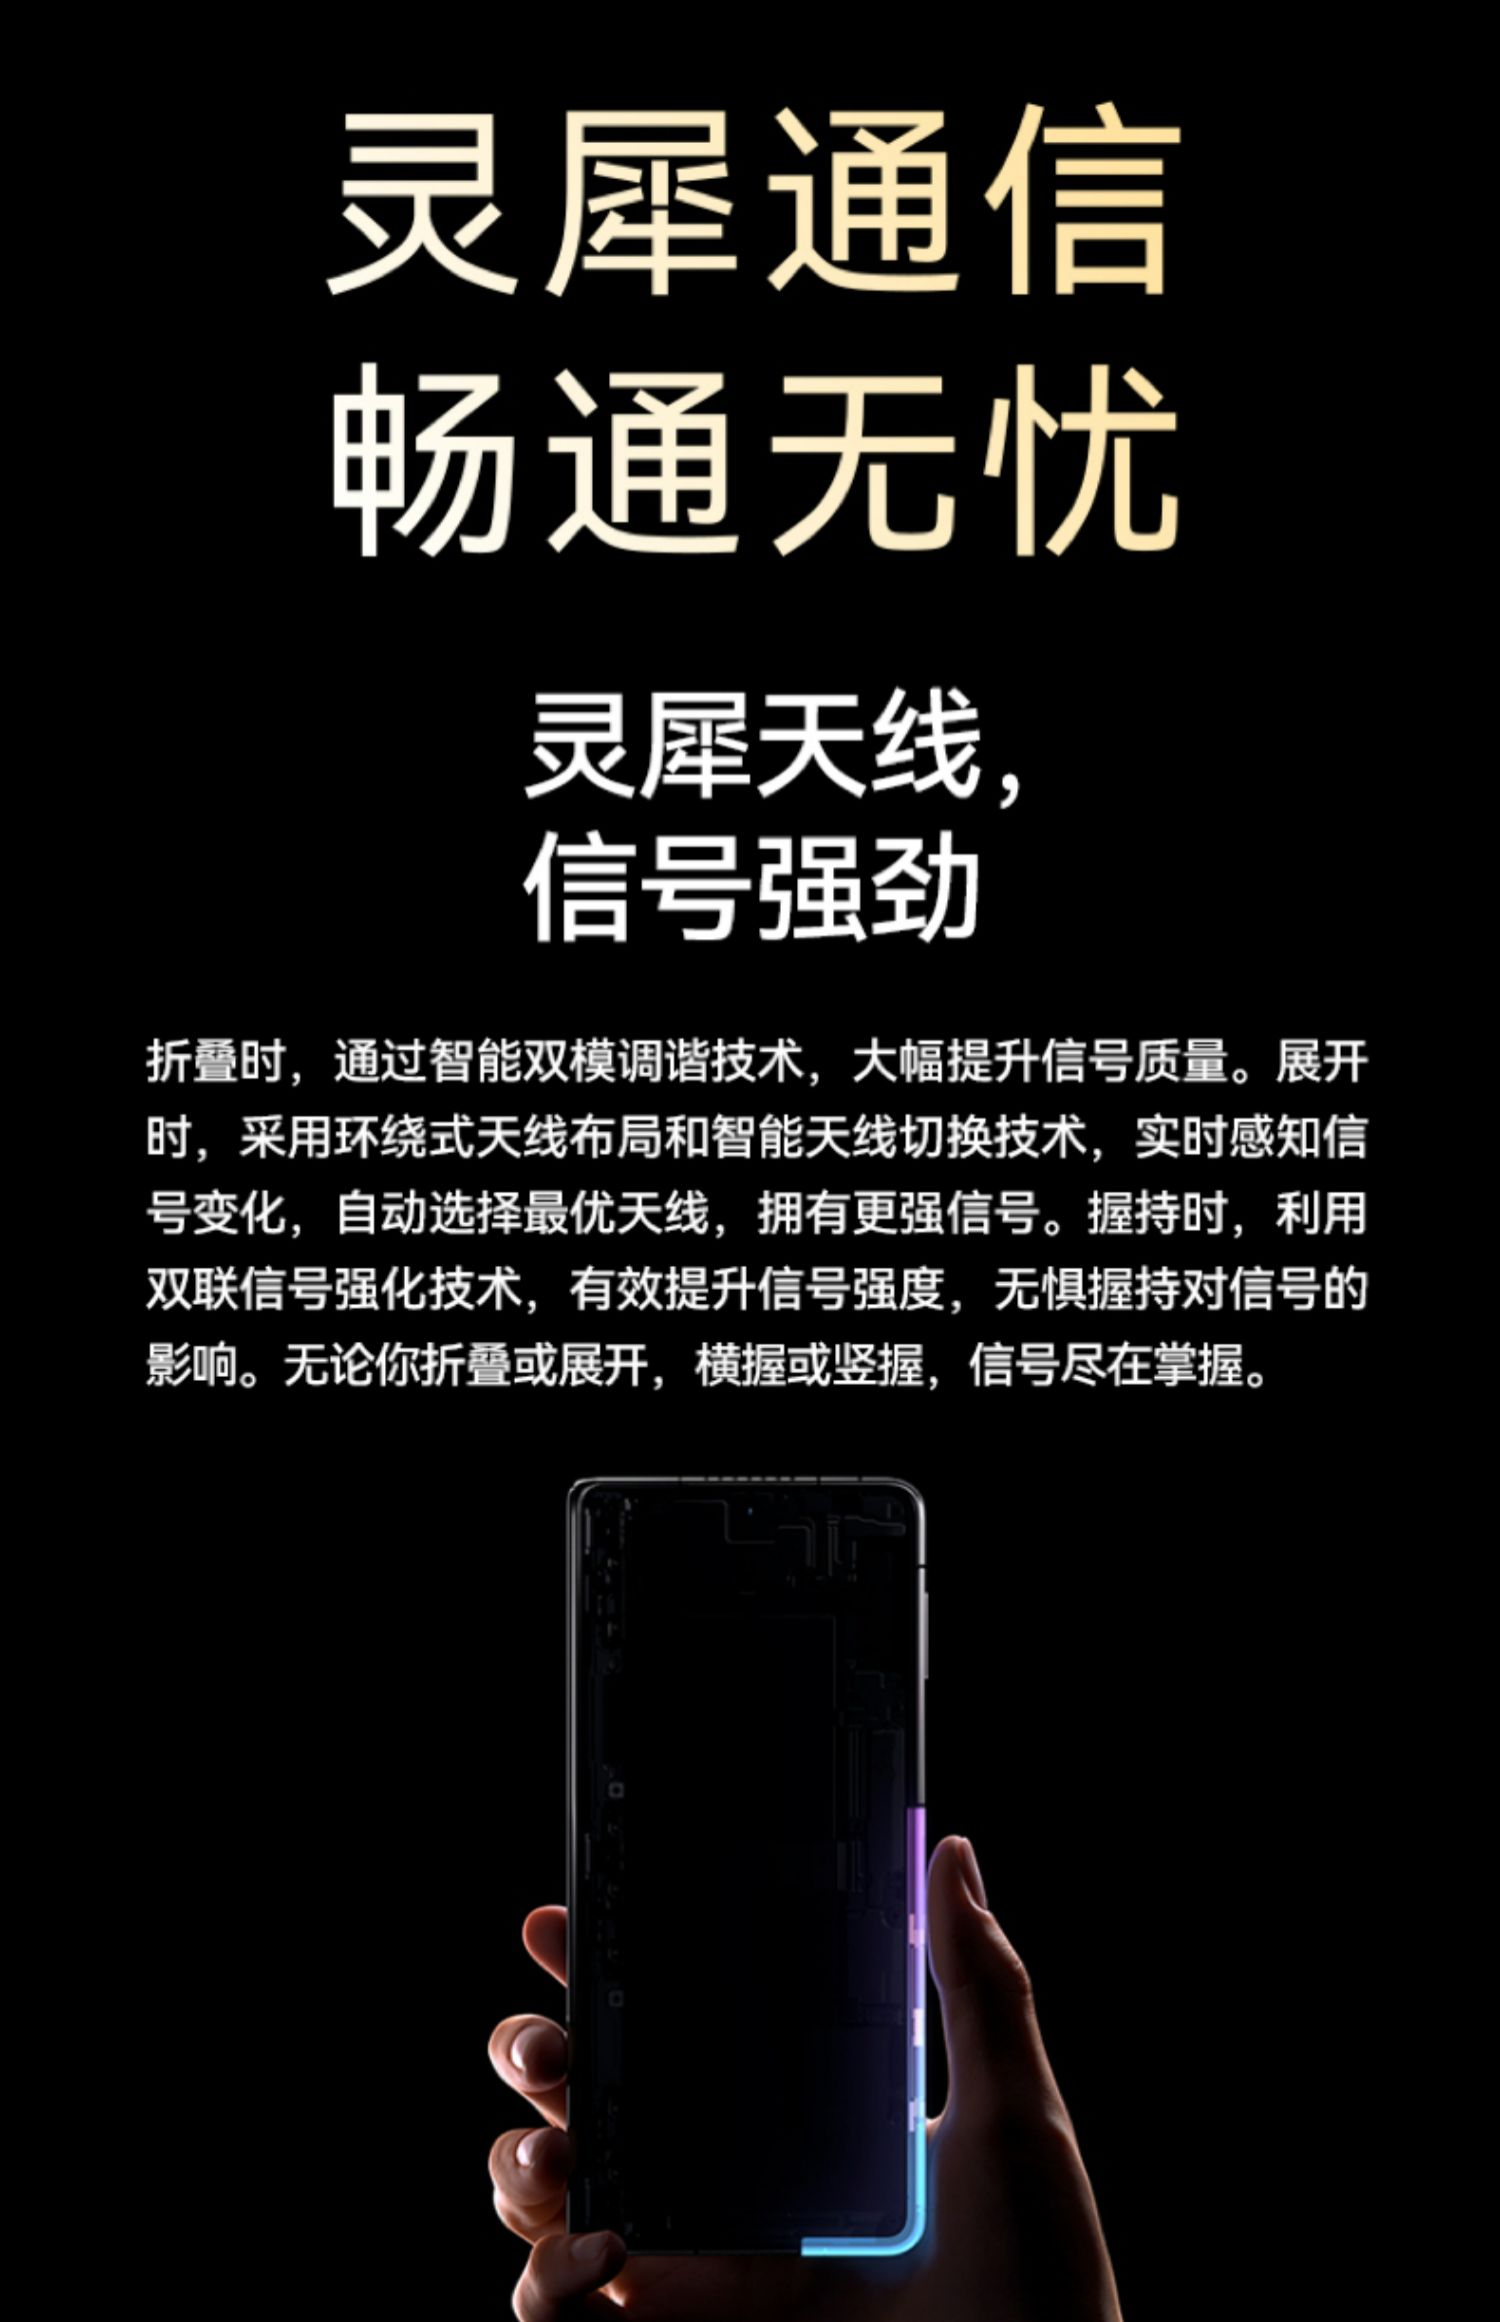 灵犀通信
畅通无忧
灵犀天线，
信号强劲
折叠时，通过智能双模调谐技术，大幅提升信号质量。展开
时，采用环绕式天线布局和智能天线切换技术，实时感知信
号变化，自动选择最优天线，拥有更强信号。握持时，利用
双联信号强化技术，有效提升信号强度，无惧握持对信号的
影响。无论你折叠或展开，横握或竖握，信号尽在掌握。